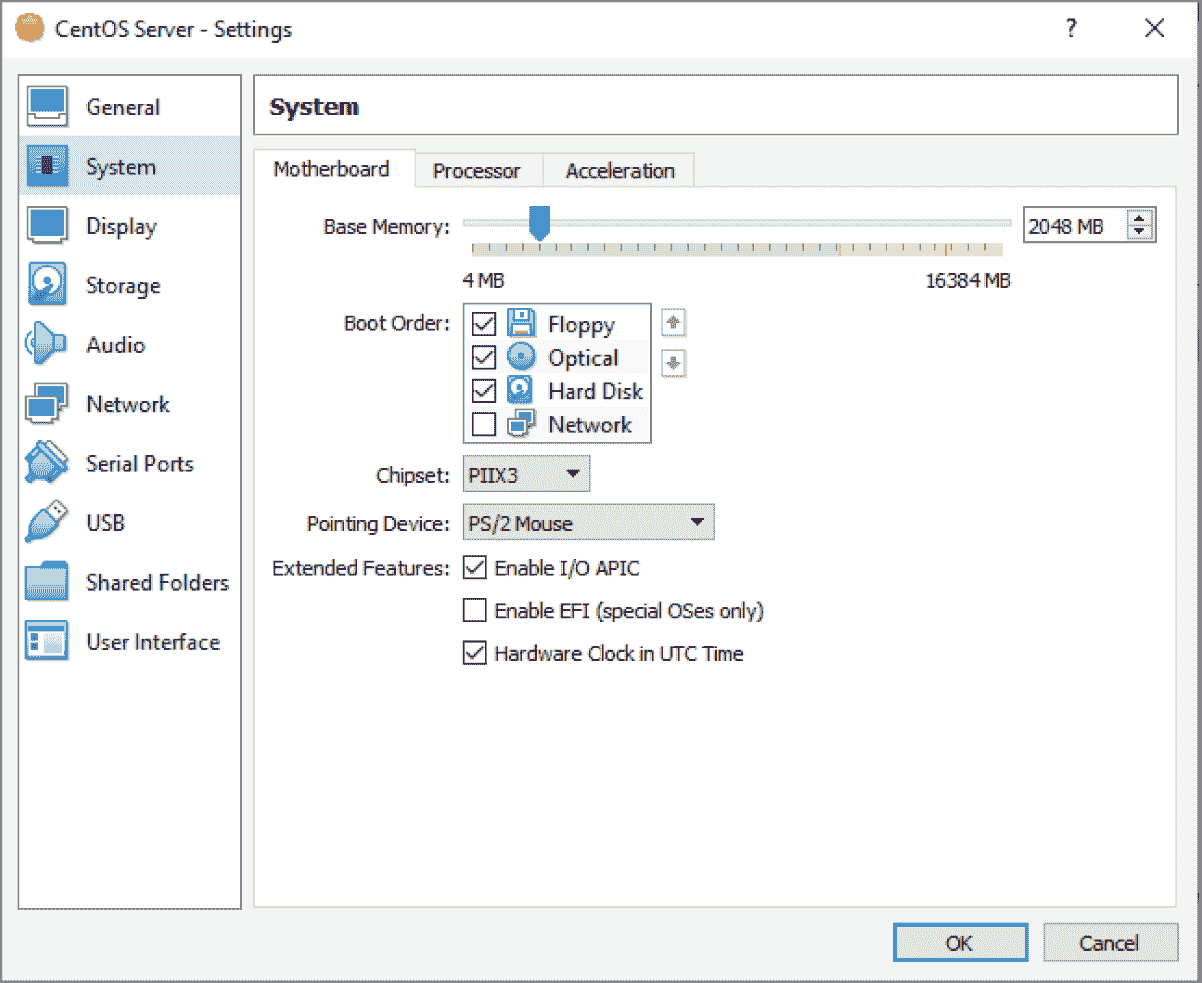 CentOS Server - Settings ?
General
System
Display
Storage
Audio
Network
Serial Ports
USB
Shared Folders
User Interface
System
Motherboard Processor Acceleration
Base Memory: 2048 MB
4 MB 16384 MB
Boot Order: Floppy
Optical
Hard Disk
Network
Chipset: PIIX3
Pointing Device: PS/2 Mouse
Extended Features: Enable I/O APIC
Enable EFI (special OSes only)
Hardware Clock in UTC Time
OK Cancel